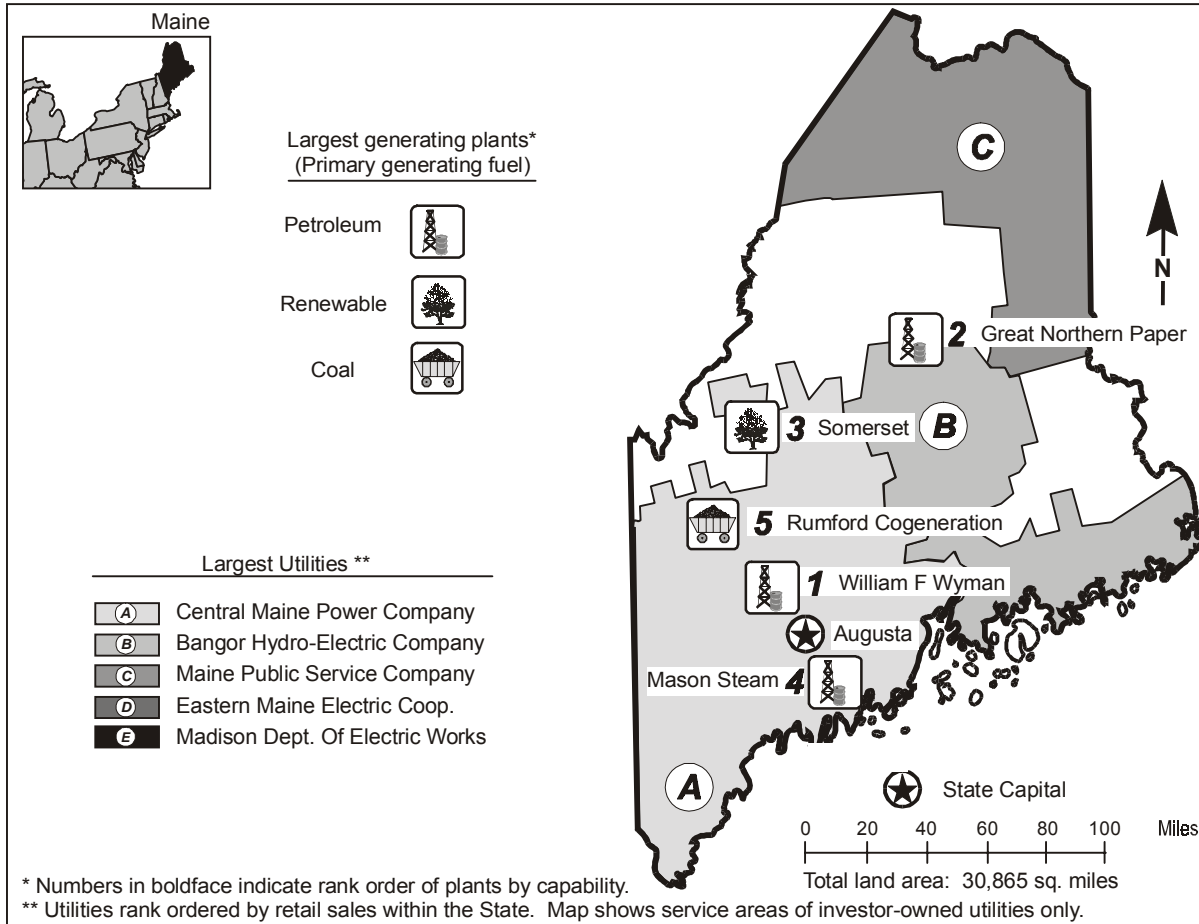 Maine
Largest generating plants*
(Primary generating fuel)
Petroleum
Renewable
Coal
Largest Utilities **
A Central Maine Power Company
B Bangor Hydro-Electric Company
C Maine Public Service Company
D Eastern Maine Electric Coop.
E Madison Dept. Of Electric Works
C
N
2 Great Northern Paper
3 Somerset
B
5 Rumford Cogeneration
1 William F Wyman
Augusta
Mason Steam 4
A
State Capital
0 20 40 60 80 100 Miles
Total land area: 30,865 sq. miles
* Numbers in boldface indicate rank order of plants by capability.
** Utilities rank ordered by retail sales within the State. Map shows service areas of investor-owned utilities only.